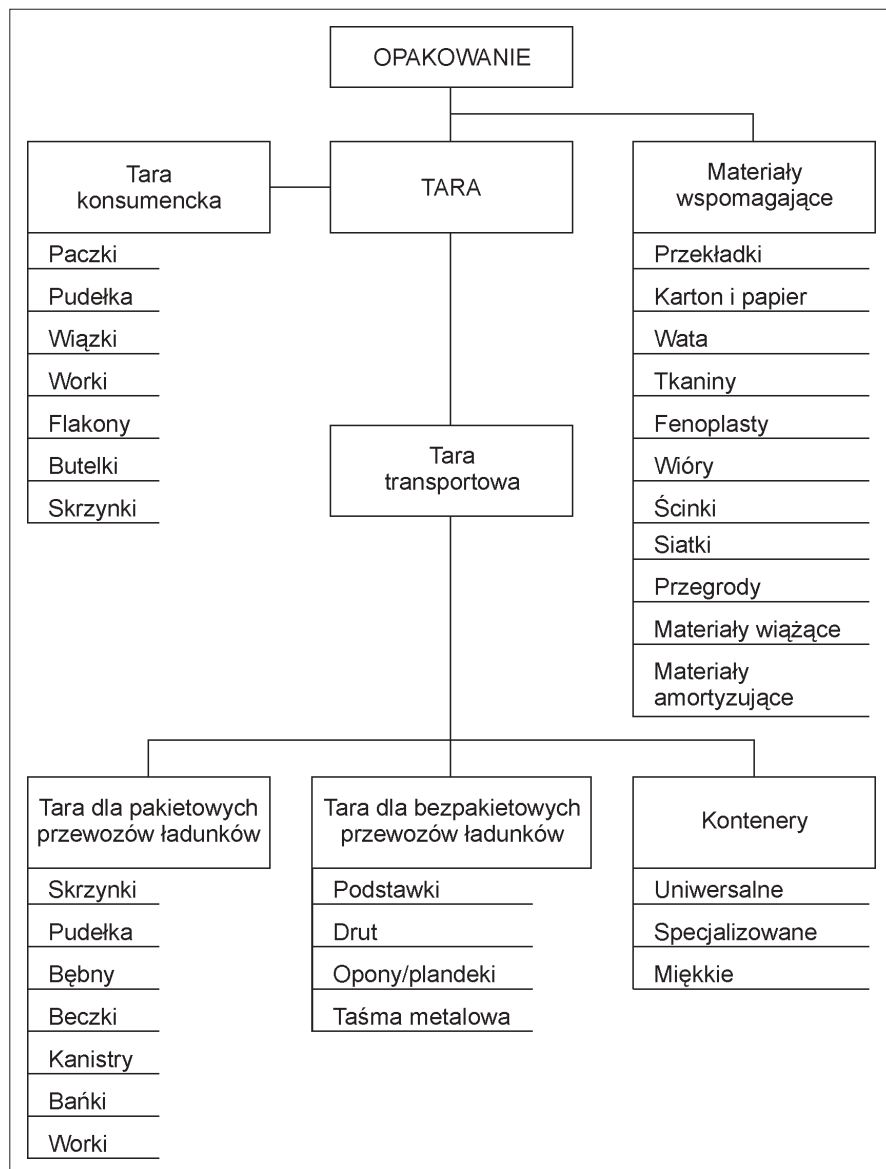 OPAKOWANIE
Tara
konsumencka
TARA
Materiały
wspomagające
Paczki
Pudełka
Wiązki
Worki
Flakony
Butelki
Skrzynki
Przekładki
Karton i papier
Wata
Tkaniny
Fenoplasty
Wióry
Ścinki
Siatki
Przegrody
Materiały wiążące
Materiały
amortyzujące
Tara
transportowa
Tara dla pakietowych
przewozów ładunków
Skrzynki
Pudełka
Bębny
Beczki
Kanistry
Bańki
Worki
Tara dla bezpakietowych
przewozów ładunków
Podstawki
Drut
Opony/plandeki
Taśma metalowa
Kontenery
Uniwersalne
Specjalizowane
Miękkie